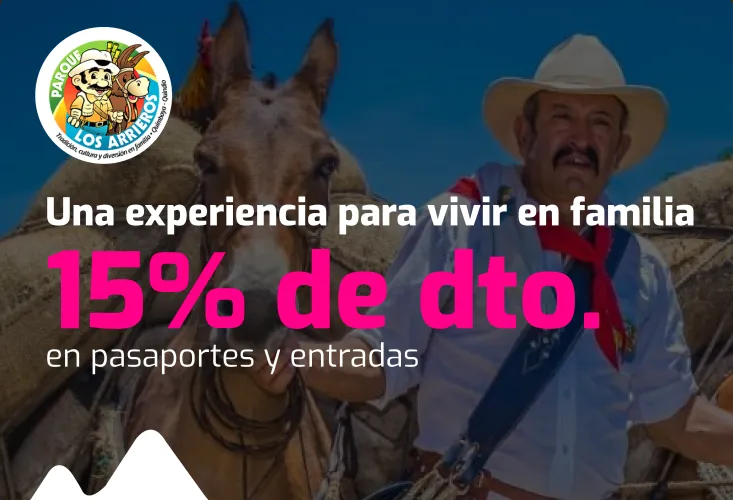 PARQUE
LOS ARRIEROS
Tradición, cultura y diversión en familia • Quimbaya - Quindío
Una experiencia para vivir en familia
15% de dto.
en pasaportes y entradas